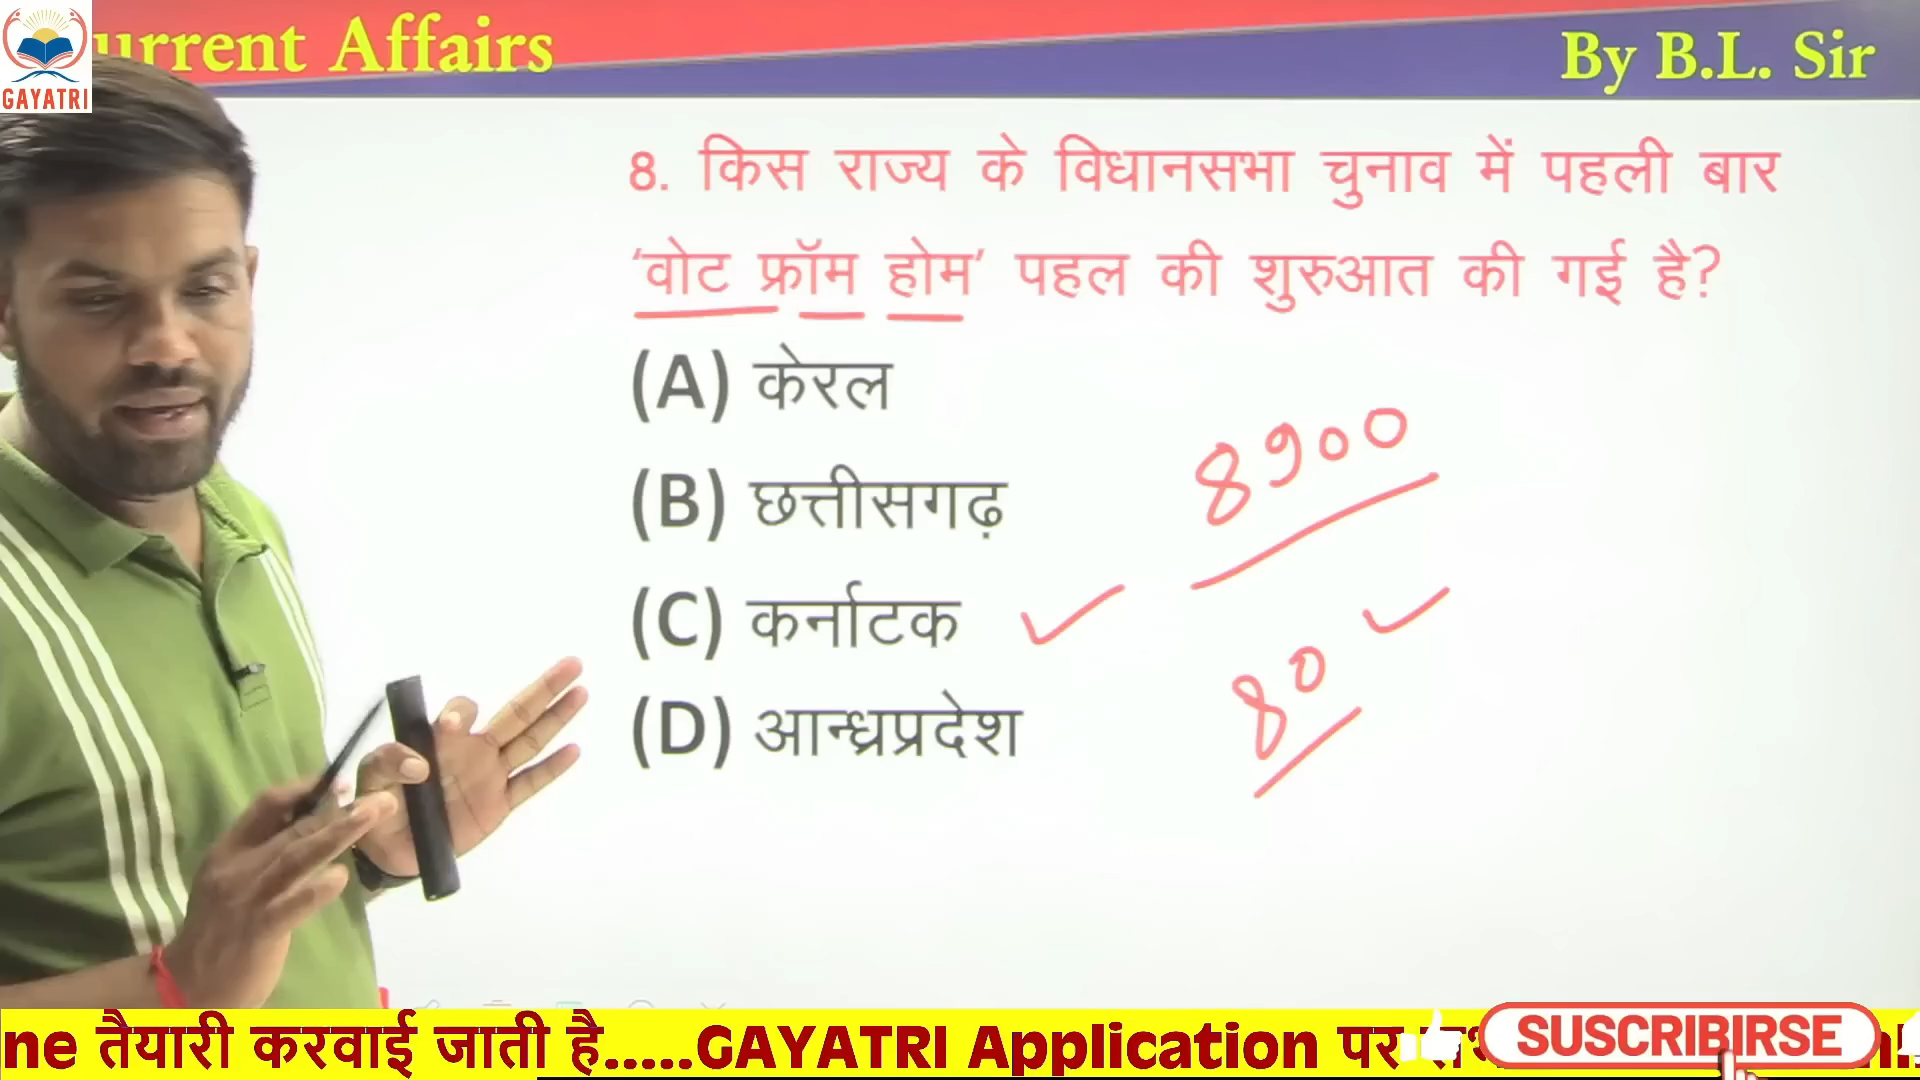 urrent Affairs
By B.L. Sir
GAYATRI
8. किस राज्य के विधानसभा चुनाव में पहली बार
‘वोट फ्रॉम होम’ पहल की शुरुआत की गई है?
(A) केरल
(B) छत्तीसगढ़
(C) कर्नाटक
(D) आन्ध्रप्रदेश
8900
80
ne तैयारी करवाई जाती है.....GAYATRI Application पर
SUSCRIBIRSE